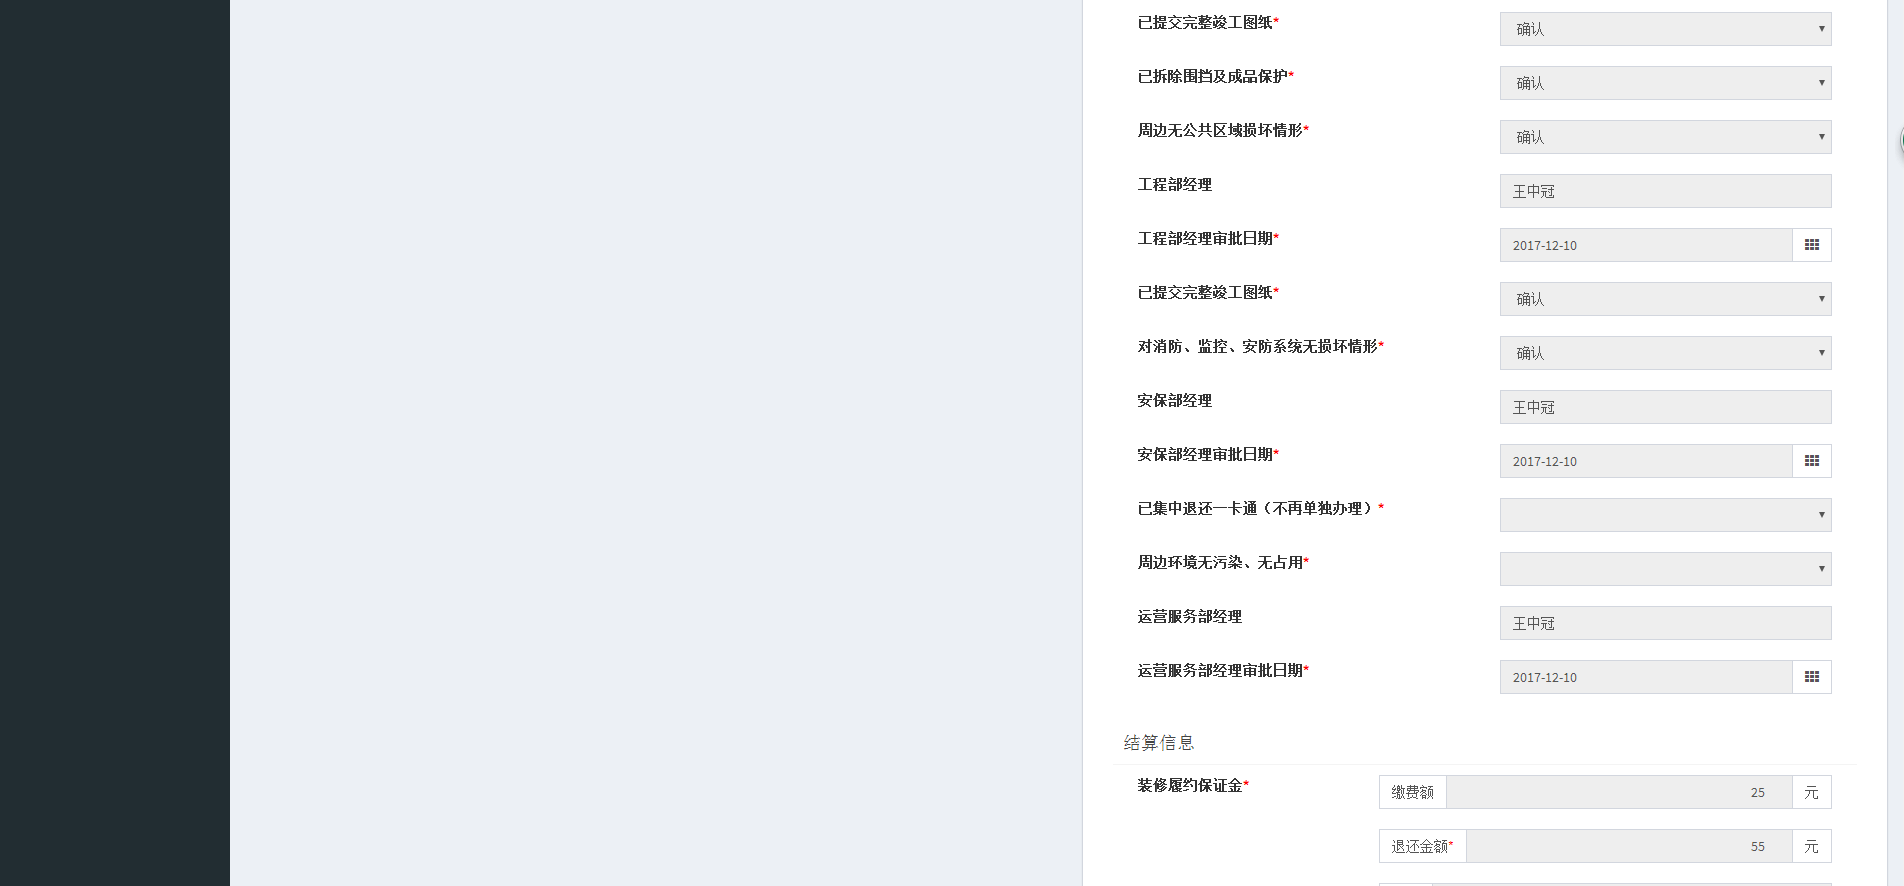 已提交完整竣工图纸* 确认
已拆除围挡及成品保护* 确认
周边无公共区域损坏情形* 确认
工程部经理 王中冠
工程部经理审批日期* 2017-12-10
已提交完整竣工图纸* 确认
对消防、监控、安防系统无损坏情形* 确认
安保部经理 王中冠
安保部经理审批日期* 2017-12-10
已集中退还一卡通（不再单独办理）*
周边环境无污染、无占用*
运营服务部经理 王中冠
运营服务部经理审批日期* 2017-12-10
结算信息
装修履约保证金* 缴费额 25 元
退还金额* 55 元